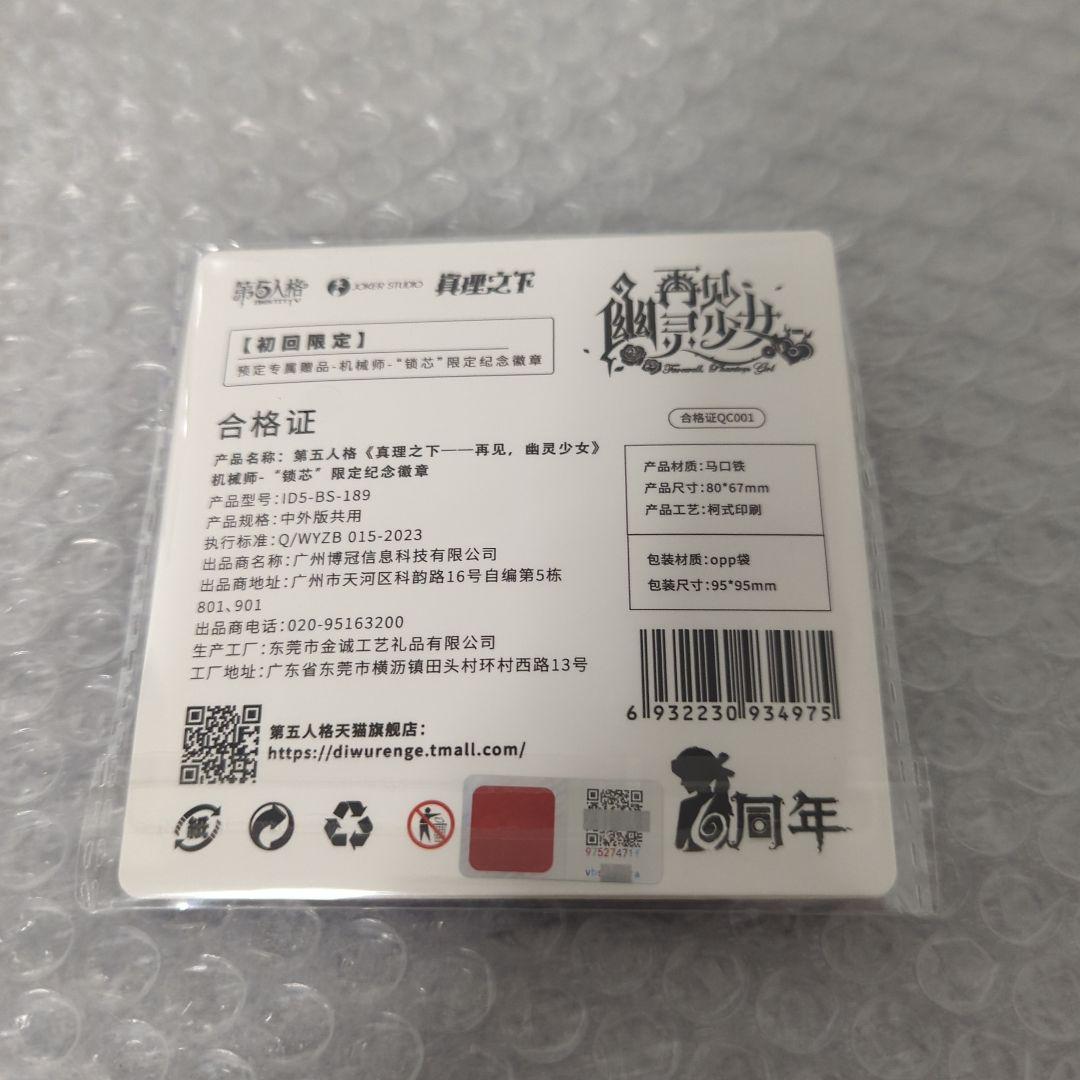 第5人格
IDENTITY V
JOKER STUDIO
真理之下
再见
幽灵少女
Farewell, Phantom Girl
【初回限定】
预定专属赠品-机械师-“锁芯”限定纪念徽章
合格证
产品名称：第五人格《真理之下——再见，幽灵少女》
机械师-“锁芯”限定纪念徽章
产品型号：ID5-BS-189
产品规格：中外版共用
执行标准：Q/WYZB 015-2023
出品商名称：广州博冠信息科技有限公司
出品商地址：广州市天河区科韵路16号自编第5栋
801、901
出品商电话：020-95163200
生产工厂：东莞市金诚工艺礼品有限公司
工厂地址：广东省东莞市横沥镇田头村环村西路13号
合格证QC001
产品材质：马口铁
产品尺寸：80*67mm
产品工艺：柯式印刷
包装材质：opp袋
包装尺寸：95*95mm
6 932230 934975
第五人格天猫旗舰店：
https://diwurenge.tmall.com/
紙
6周年